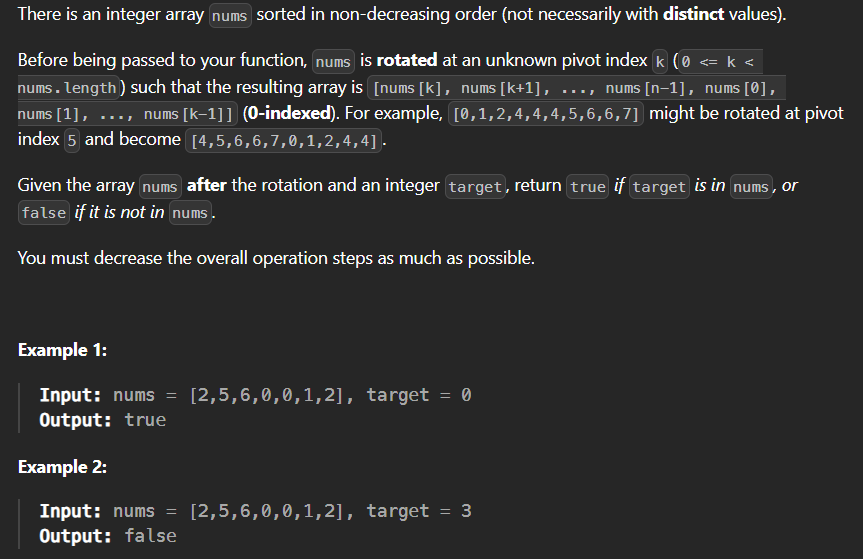 There is an integer array nums sorted in non-decreasing order (not necessarily with distinct values).
Before being passed to your function, nums is rotated at an unknown pivot index k (0 <= k <
nums.length) such that the resulting array is [nums[k], nums[k+1], ..., nums[n-1], nums[0],
nums[1], ..., nums[k-1]] (0-indexed). For example, [0,1,2,4,4,4,5,6,6,7] might be rotated at pivot
index 5 and become [4,5,6,6,7,0,1,2,4,4].
Given the array nums after the rotation and an integer target, return true if target is in nums, or
false if it is not in nums.
You must decrease the overall operation steps as much as possible.
Example 1:
Input: nums = [2,5,6,0,0,1,2], target = 0
Output: true
Example 2:
Input: nums = [2,5,6,0,0,1,2], target = 3
Output: false